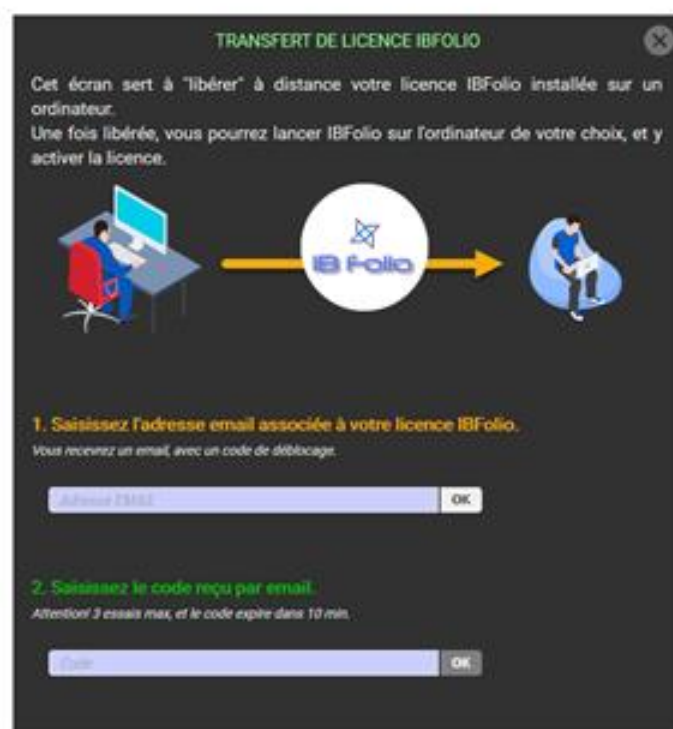 TRANSFERT DE LICENCE IBFOLIO
Cet écran sert à "libérer" à distance votre licence IBFolio installée sur un
ordinateur.
Une fois libérée, vous pourrez lancer IBFolio sur l'ordinateur de votre choix, et y
activer la licence.
IB Folio
1. Saisissez l'adresse email associée à votre licence IBFolio.
Vous recevrez un email, avec un code de déblocage.
Adresse EMAIL
OK
2. Saisissez le code reçu par email.
Attention! 3 essais max, et le code expire dans 10 min.
Code
OK